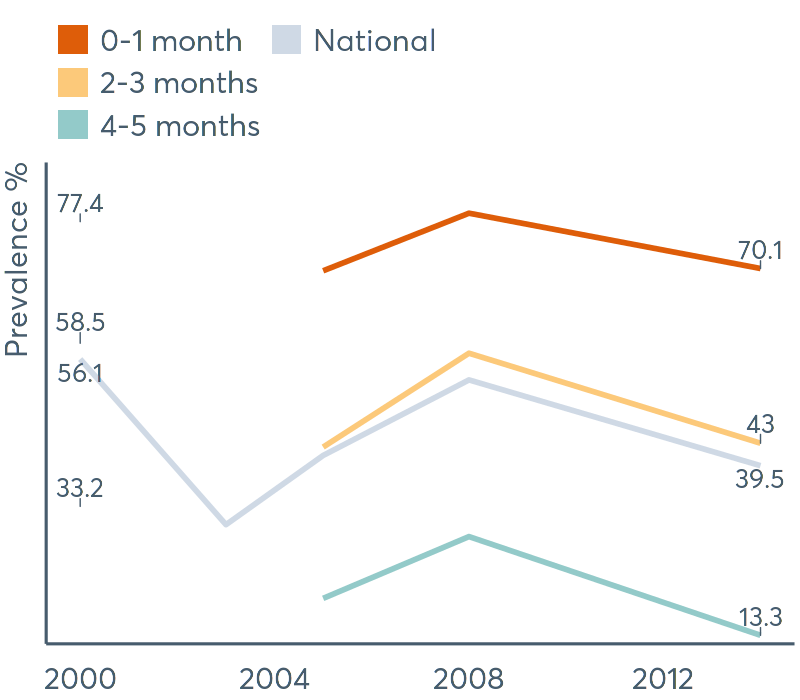 0-1 month National
2-3 months
4-5 months
Prevalence %
77.4
70.1
58.5
56.1
43
39.5
33.2
13.3
2000 2004 2008 2012